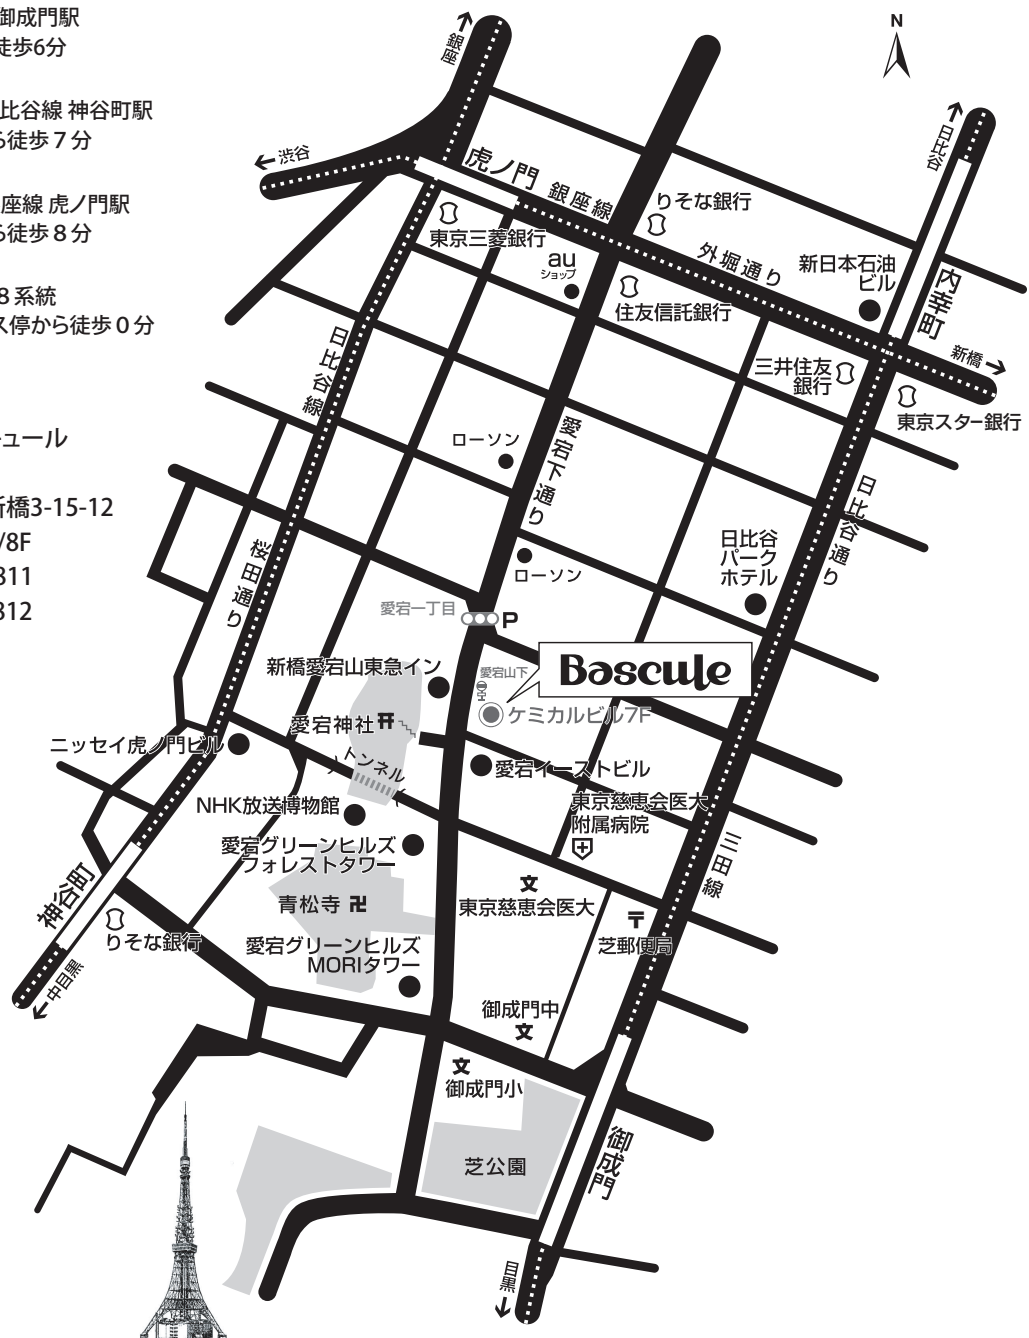 御成門駅
徒歩6分
比谷線 神谷町駅
ら徒歩７分
座線 虎ノ門駅
ら徒歩８分
８系統
ス停から徒歩０分
キュール
新橋3-15-12
/8F
311
312
銀座
N
渋谷
日比谷
虎ノ門
銀座線
りそな銀行
東京三菱銀行
au
ショップ
外堀通り
新日本石油
ビル
住友信託銀行
内幸町
新橋
日比谷線
三井住友
銀行
東京スター銀行
ローソン
愛宕下通り
日比谷通り
桜田通り
日比谷
パーク
ホテル
ローソン
愛宕一丁目
P
新橋愛宕山東急イン
愛宕山下
Bascule
愛宕神社
ケミカルビル7F
ニッセイ虎ノ門ビル
トンネル
愛宕イーストビル
NHK放送博物館
東京慈恵会医大
附属病院
愛宕グリーンヒルズ
フォレストタワー
三田線
神谷町
青松寺
卍
文
東京慈恵会医大
〒
芝郵便局
りそな銀行
愛宕グリーンヒルズ
MORIタワー
中目黒
御成門中
文
文
御成門小
御成門
芝公園
目黒